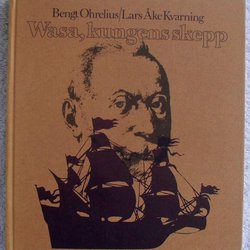 Bengt Ohrelius/Lars Åke Kvarning
Wasa, kungens skepp